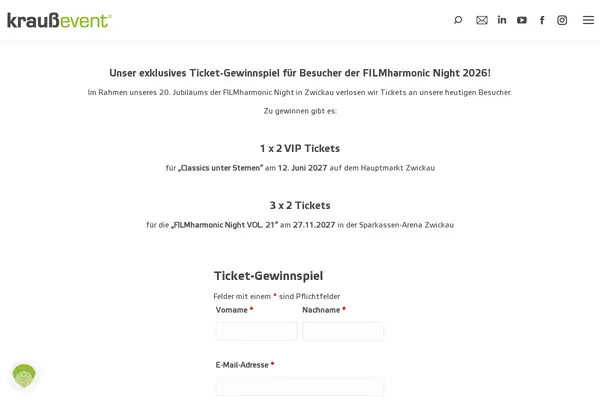 kraußevent®
Unser exklusives Ticket-Gewinnspiel für Besucher der FILMharmonic Night 2026!
Im Rahmen unseres 20. Jubiläums der FILMharmonic Night in Zwickau verlosen wir Tickets an unsere heutigen Besucher.
Zu gewinnen gibt es:
1 x 2 VIP Tickets
für „Classics unter Sternen“ am 12. Juni 2027 auf dem Hauptmarkt Zwickau
3 x 2 Tickets
für die „FILMharmonic Night VOL. 21“ am 27.11.2027 in der Sparkassen-Arena Zwickau
Ticket-Gewinnspiel
Felder mit einem * sind Pflichtfelder
Vorname * Nachname *
E-Mail-Adresse *